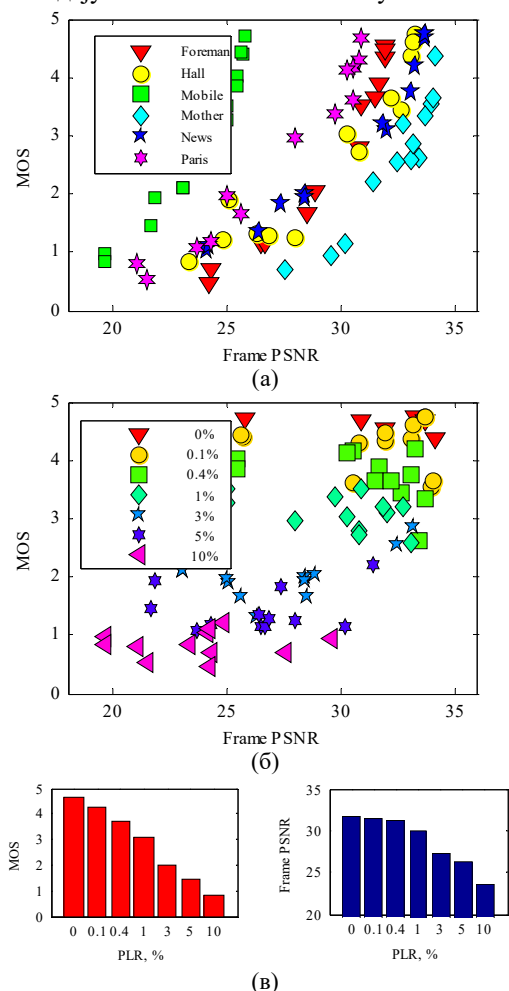 5
4
3
2
1
0
MOS
Foreman
Hall
Mobile
Mother
News
Paris
20 25 30 35
Frame PSNR
(а)
5
4
3
2
1
0
MOS
0%
0.1%
0.4%
1%
3%
5%
10%
20 25 30 35
Frame PSNR
(б)
5
4
3
2
1
0
MOS
0 0.1 0.4 1 3 5 10
PLR, %
35
30
25
20
Frame PSNR
0 0.1 0.4 1 3 5 10
PLR, %
(в)